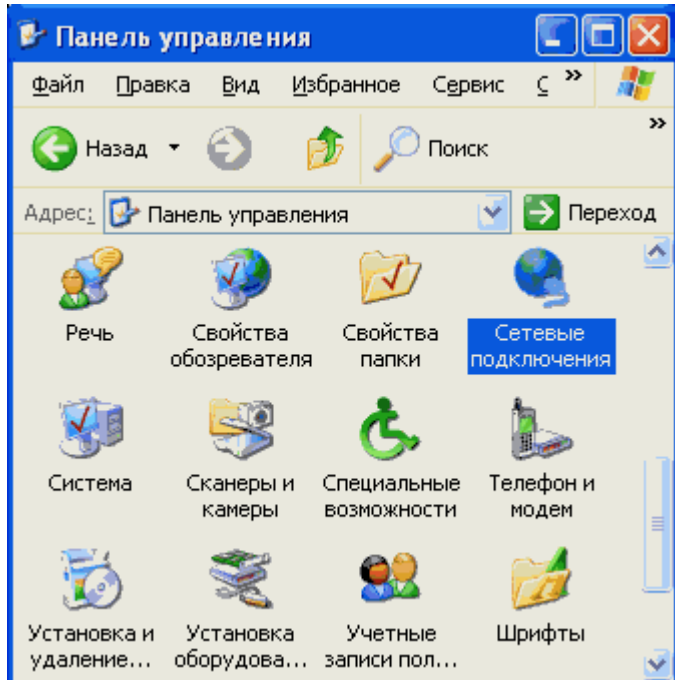 Панель управления
Файл Правка Вид Избранное Сервис С »
Назад Поиск »
Адрес: Панель управления Переход
Речь Свойства обозревателя Свойства папки Сетевые подключения
Система Сканеры и камеры Специальные возможности Телефон и модем
Установка и удаление... Установка оборудова... Учетные записи пол... Шрифты